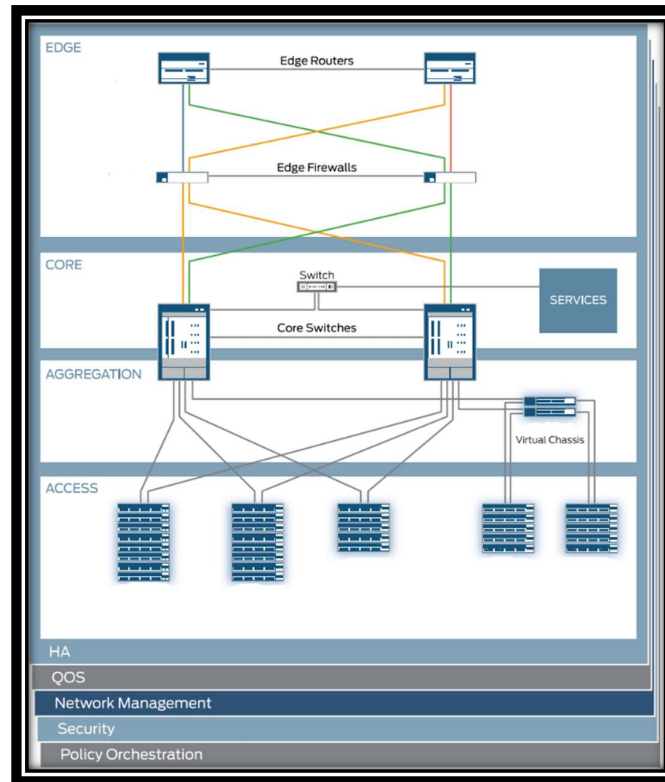 EDGE
Edge Routers
Edge Firewalls
CORE
Switch
SERVICES
Core Switches
AGGREGATION
Virtual Chassis
ACCESS
HA
QOS
Network Management
Security
Policy Orchestration